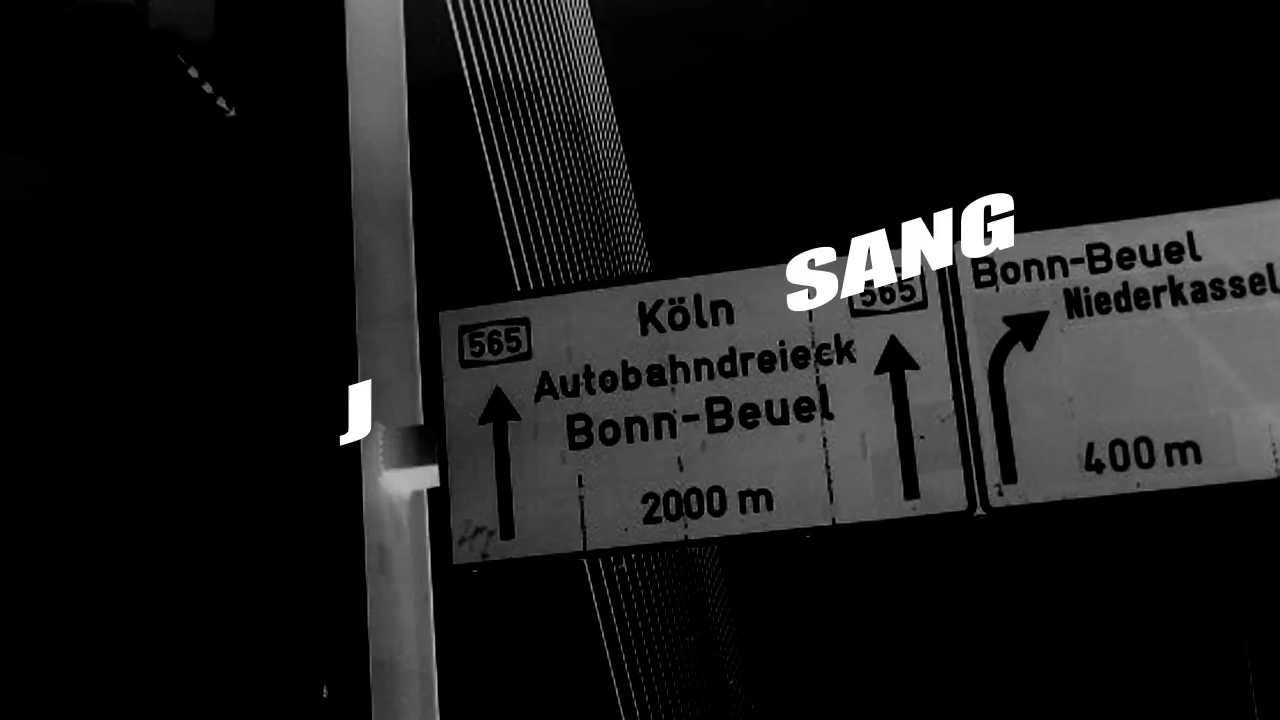 SANG
J
565
Köln
565
Autobahndreieck
Bonn-Beuel
2000 m
Bonn-Beuel
Niederkassel
400 m